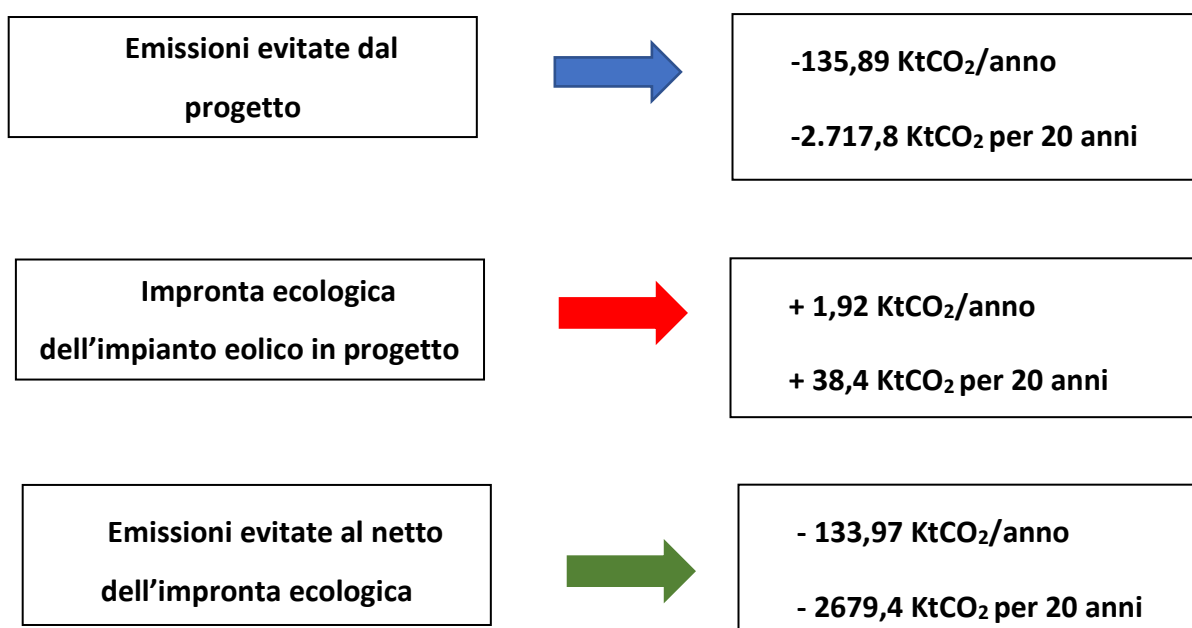 Emissioni evitate dal
progetto
-135,89 KtCO₂/anno
-2.717,8 KtCO₂ per 20 anni
Impronta ecologica
dell’impianto eolico in progetto
+ 1,92 KtCO₂/anno
+ 38,4 KtCO₂ per 20 anni
Emissioni evitate al netto
dell’impronta ecologica
- 133,97 KtCO₂/anno
- 2679,4 KtCO₂ per 20 anni